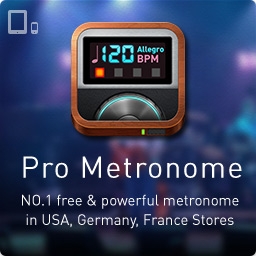 120 Allegro
BPM
Pro Metronome
NO.1 free & powerful metronome
in USA, Germany, France Stores